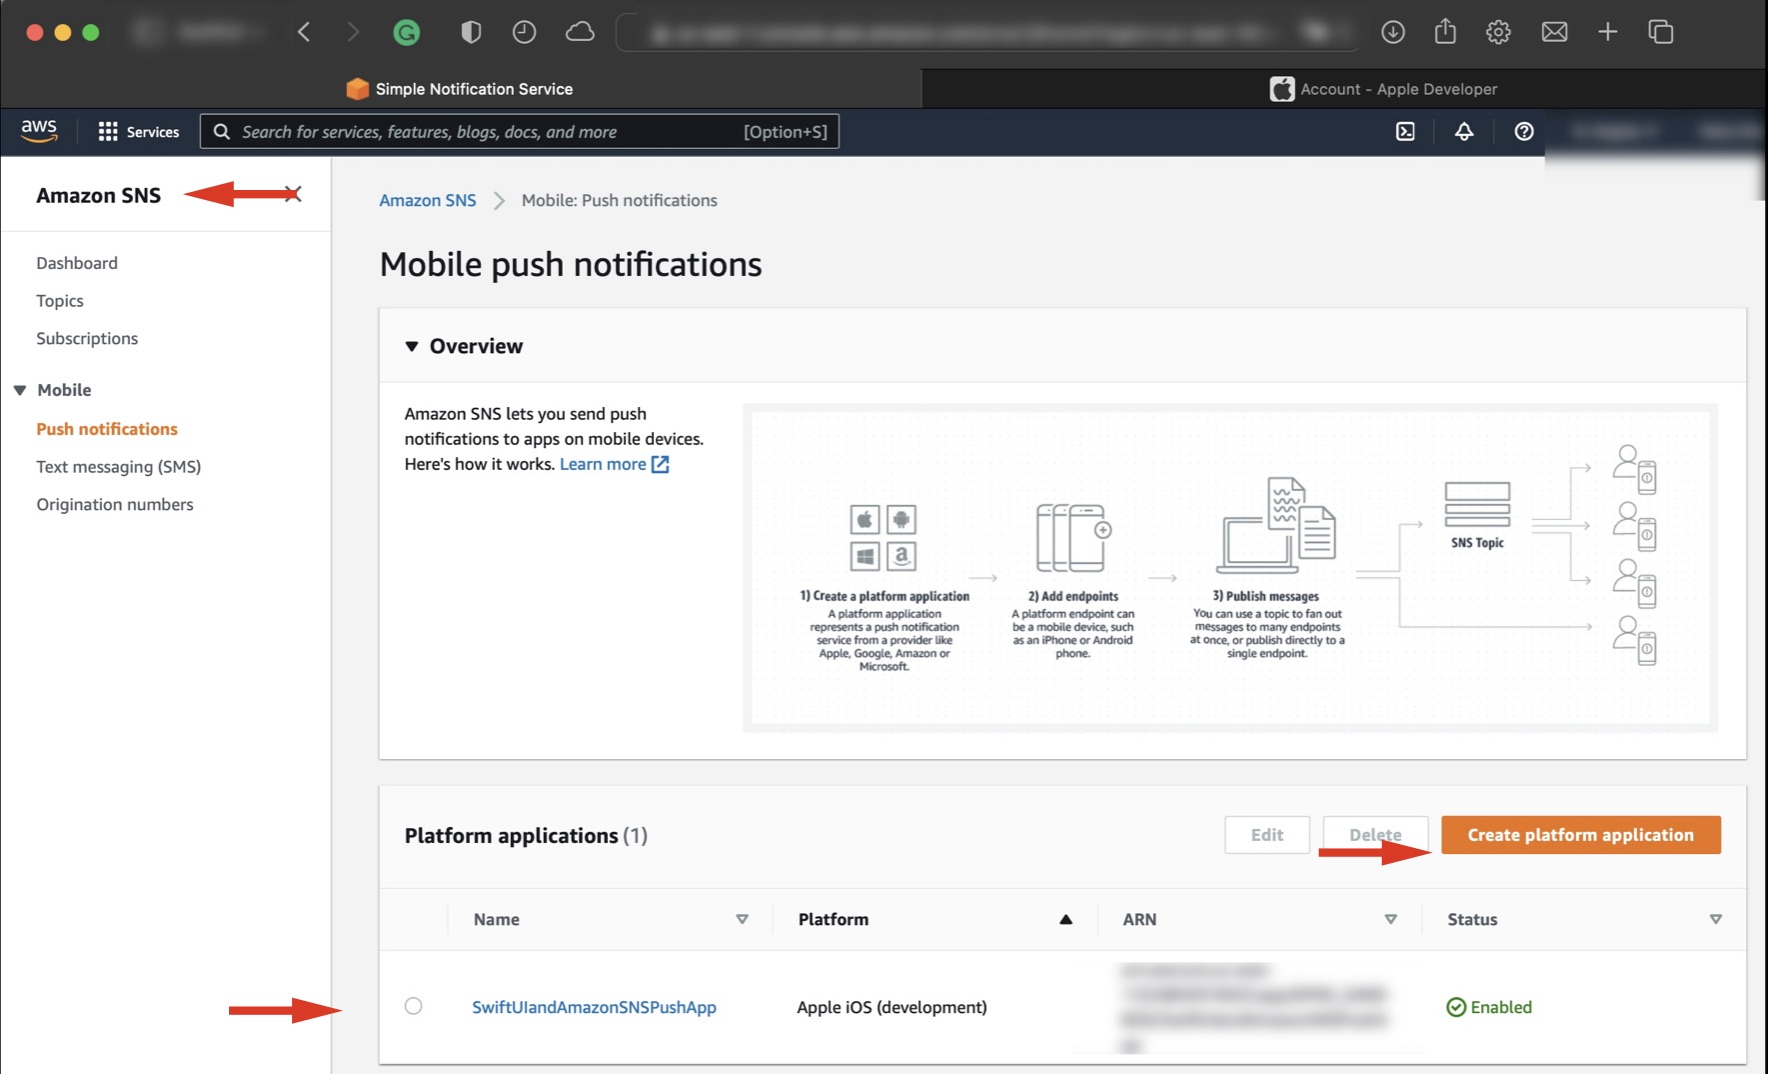 Simple Notification Service
Account - Apple Developer
aws
Services
Search for services, features, blogs, docs, and more
[Option+S]
Amazon SNS
Dashboard
Topics
Subscriptions
Mobile
Push notifications
Text messaging (SMS)
Origination numbers
Amazon SNS
Mobile: Push notifications
Mobile push notifications
Overview
Amazon SNS lets you send push
notifications to apps on mobile devices.
Here's how it works. Learn more
1) Create a platform application
A platform application
represents a push notification
service from a provider like
Apple, Google, Amazon or
Microsoft.
2) Add endpoints
A platform endpoint can
be a mobile device, such
as an iPhone or Android
phone.
3) Publish messages
You can use a topic to fan out
messages to many endpoints
at once, or publish directly to a
single endpoint.
SNS Topic
Platform applications (1)
Edit
Delete
Create platform application
Name
Platform
ARN
Status
SwiftUIandAmazonSNSPushApp
Apple iOS (development)
Enabled